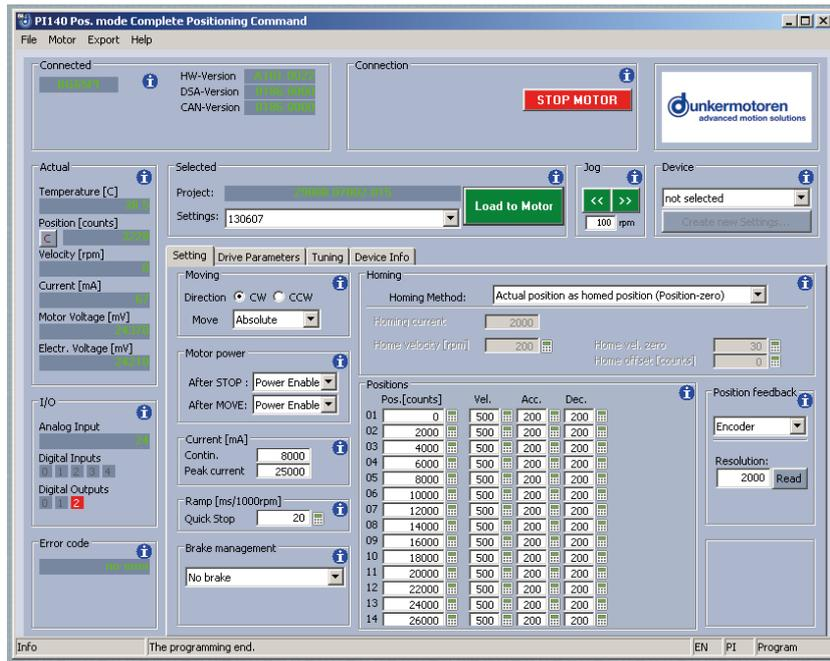 PI140 Pos. mode Complete Positioning Command
File Motor Export Help
Connected
HW-Version
DSA-Version
CAN-Version
Connection
STOP MOTOR
dunkermotoren
advanced motion solutions
Actual
Temperature [C]
Position [counts]
C
Velocity [rpm]
0
Current [mA]
67
Motor Voltage [mV]
Electr. Voltage [mV]
Selected
Project:
Settings: 130607
Load to Motor
Jog
<< >>
100 rpm
Device
not selected
Create new Settings...
Setting Drive Parameters Tuning Device Info
Moving
Direction CW CCW
Move Absolute
Motor power
After STOP : Power Enable
After MOVE: Power Enable
Current [mA]
Contin. 8000
Peak current 25000
Ramp [ms/1000rpm]
Quick Stop 20
Brake management
No brake
Homing
Homing Method: Actual position as homed position (Position-zero)
Homing current 2000
Home velocity [rpm] 200
Home vel. zero 30
Home offset [counts] 0
Positions
Pos.[counts] Vel. Acc. Dec.
01 0 500 200 200
02 2000 500 200 200
03 4000 500 200 200
04 6000 500 200 200
05 8000 500 200 200
06 10000 500 200 200
07 12000 500 200 200
08 14000 500 200 200
09 16000 500 200 200
10 18000 500 200 200
11 20000 500 200 200
12 22000 500 200 200
13 24000 500 200 200
14 26000 500 200 200
Position feedback
Encoder
Resolution:
2000 Read
I/O
Analog Input
24
Digital Inputs
0 1 2 3 4
Digital Outputs
0 1 2
Error code
no error
Info The programming end. EN PI Program